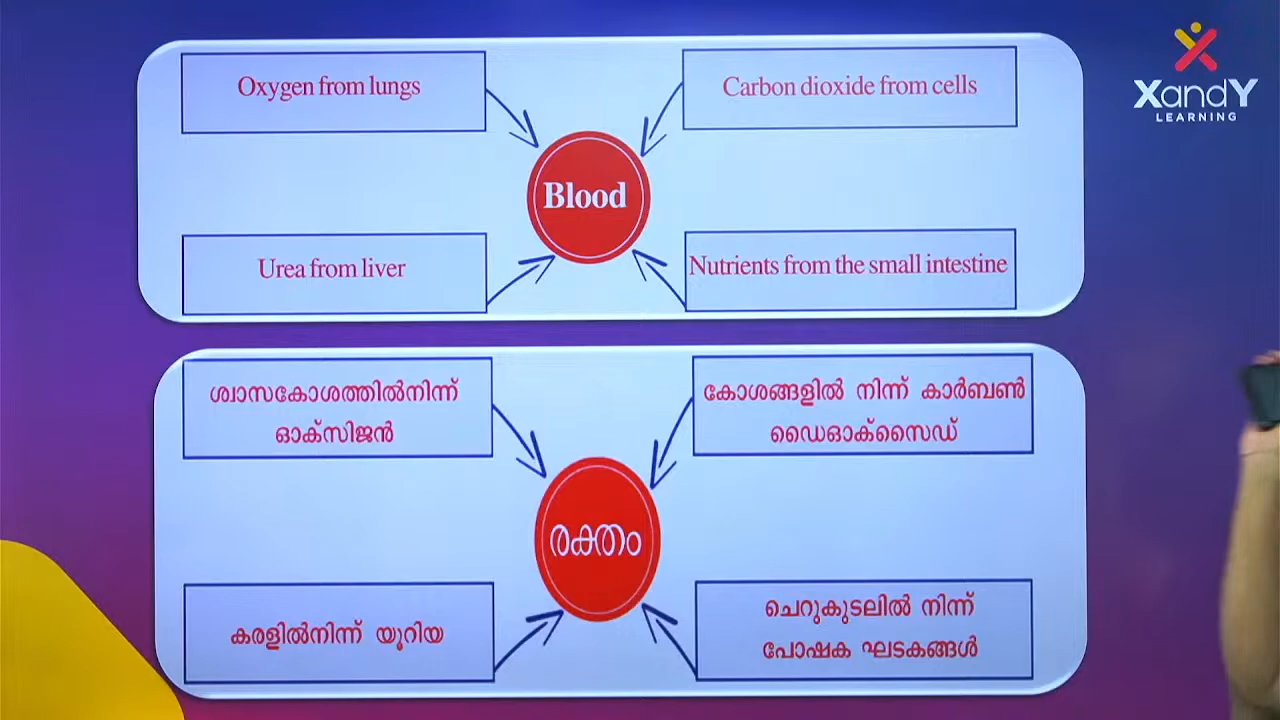 Oxygen from lungs
Carbon dioxide from cells
Blood
Urea from liver
Nutrients from the small intestine
XandY
LEARNING
ശ്വാസകോശത്തിൽനിന്ന്
ഓക്സിജൻ
കോശങ്ങളിൽ നിന്ന് കാർബൺ
ഡൈഓക്സൈഡ്
രക്തം
കരളിൽനിന്ന് യൂറിയ
ചെറുകുടലിൽ നിന്ന്
പോഷക ഘടകങ്ങൾ